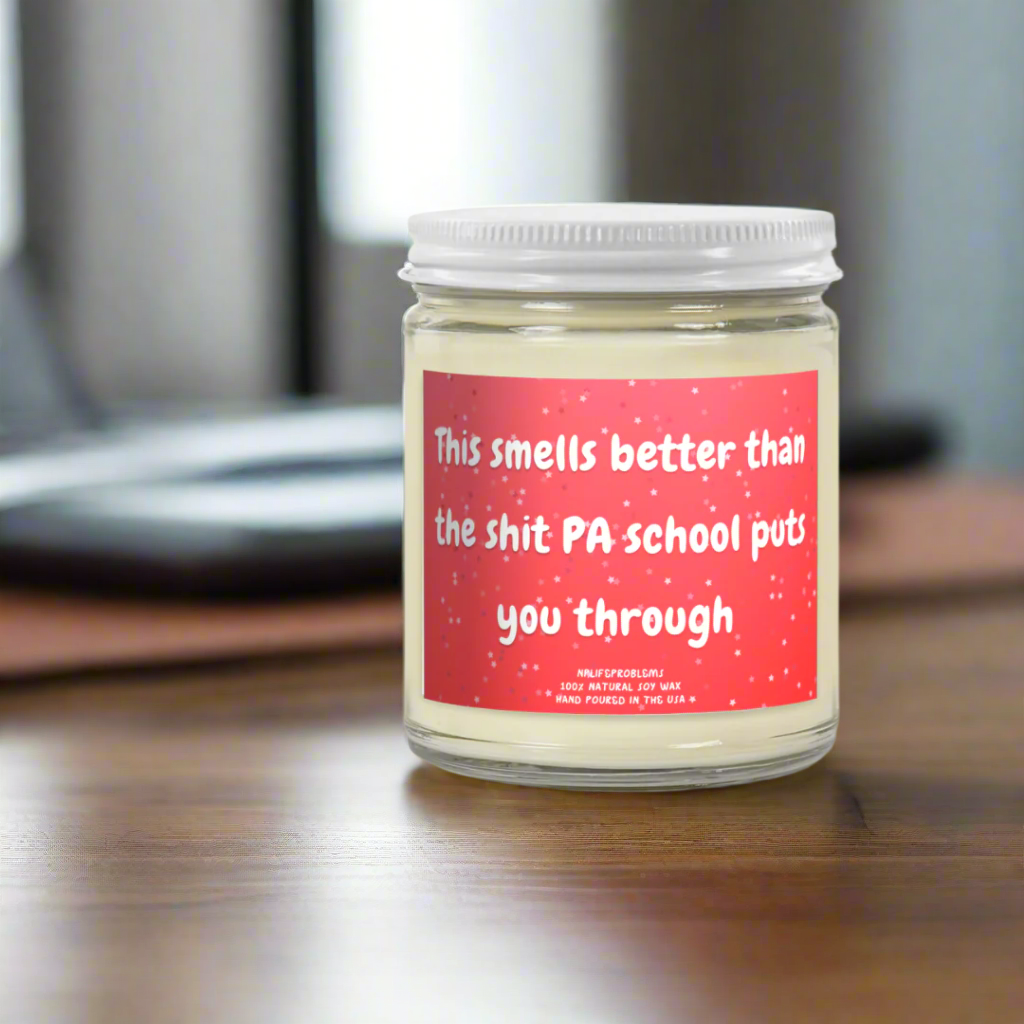 This smells better than
the shit PA school puts
you through
NALIFEPROBLEMS
100% NATURAL SOY WAX
HAND POURED IN THE USA